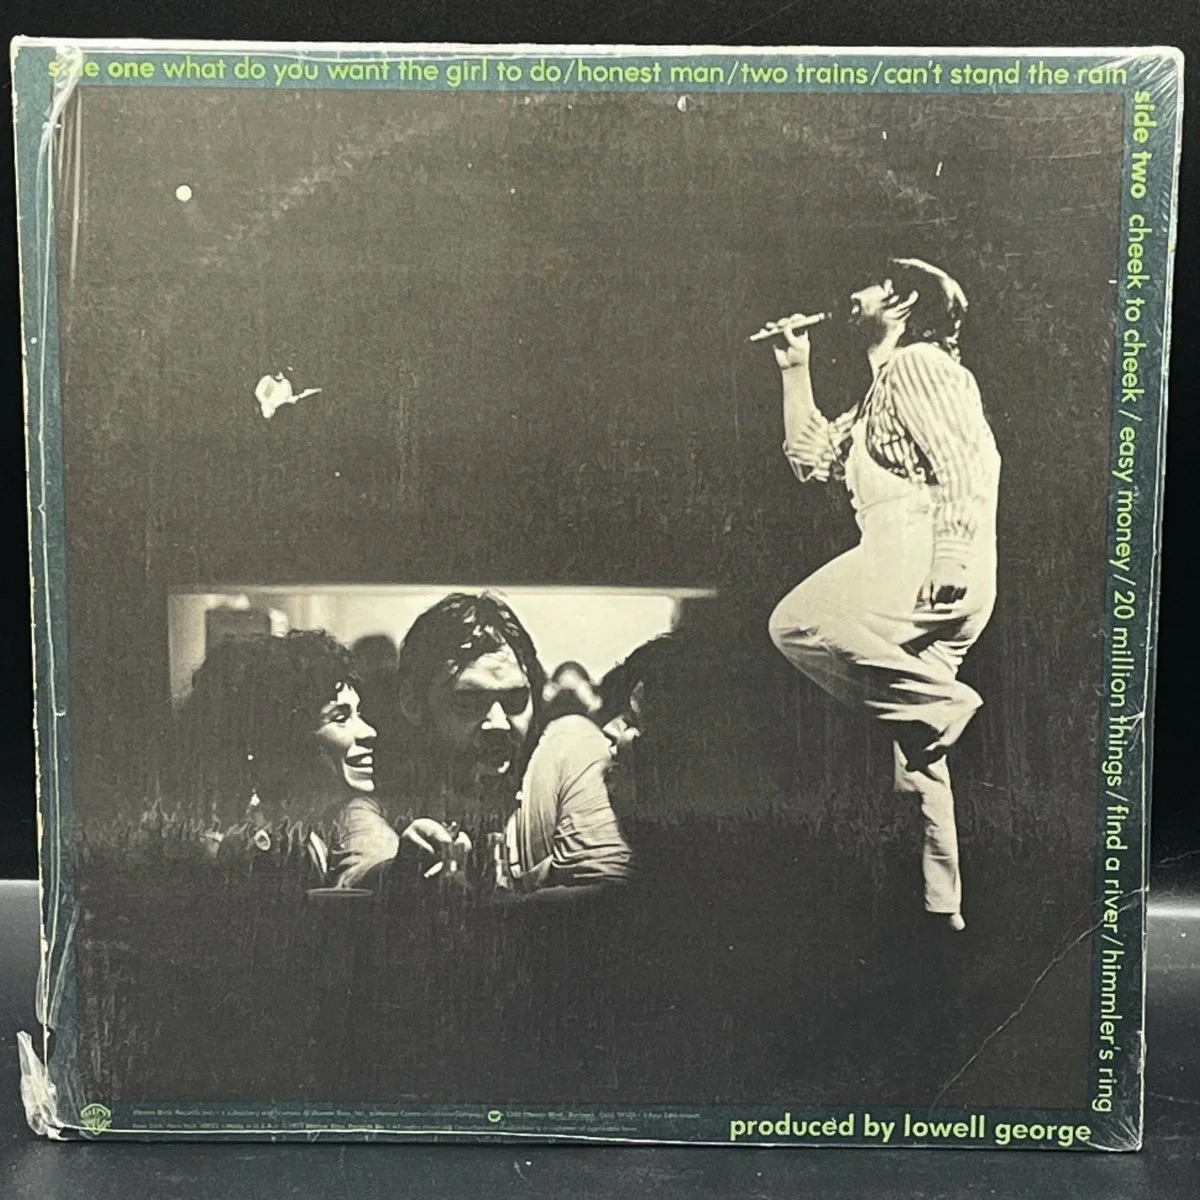 side one what do you want the girl to do/honest man/two trains/can't stand the rain
side two cheek to cheek / easy money/20 million things/find a river/himmler's ring
produced by lowell george